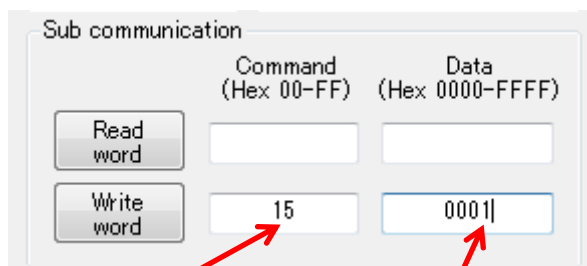 Sub communication
Command Data
(Hex 00-FF) (Hex 0000-FFFF)
Read
word
Write
word
15 0001